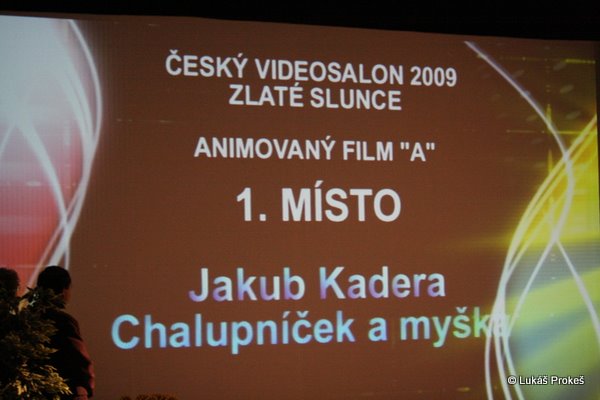 ČESKÝ VIDEOSALON 2009
ZLATÉ SLUNCE
ANIMOVANÝ FILM "A"
1. MÍSTO
Jakub Kadera
Chalupníček a myška
© Lukáš Prokeš